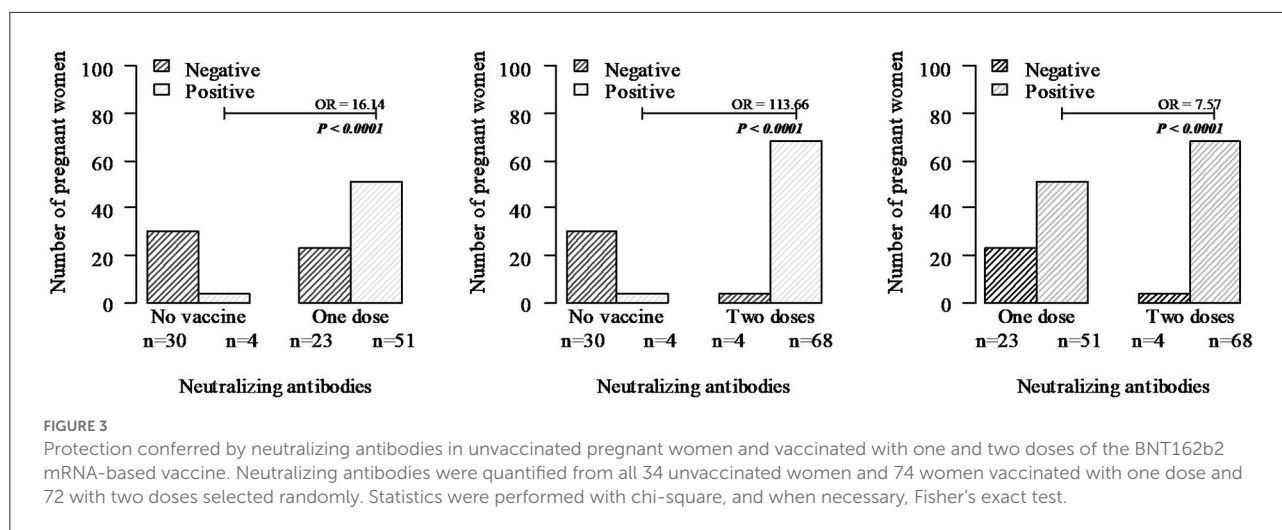 Number of pregnant women
100
80
60
40
20
0
Negative
Positive
OR = 16.14
P < 0.0001
No vaccine
One dose
n=30
n=4
n=23
n=51
Neutralizing antibodies
Number of pregnant women
100
80
60
40
20
0
Negative
Positive
OR = 113.66
P < 0.0001
No vaccine
Two doses
n=30
n=4
n=4
n=68
Neutralizing antibodies
Number of pregnant women
100
80
60
40
20
0
Negative
Positive
OR = 7.57
P < 0.0001
One dose
Two doses
n=23
n=51
n=4
n=68
Neutralizing antibodies
FIGURE 3
Protection conferred by neutralizing antibodies in unvaccinated pregnant women and vaccinated with one and two doses of the BNT162b2
mRNA-based vaccine. Neutralizing antibodies were quantified from all 34 unvaccinated women and 74 women vaccinated with one dose and
72 with two doses selected randomly. Statistics were performed with chi-square, and when necessary, Fisher's exact test.